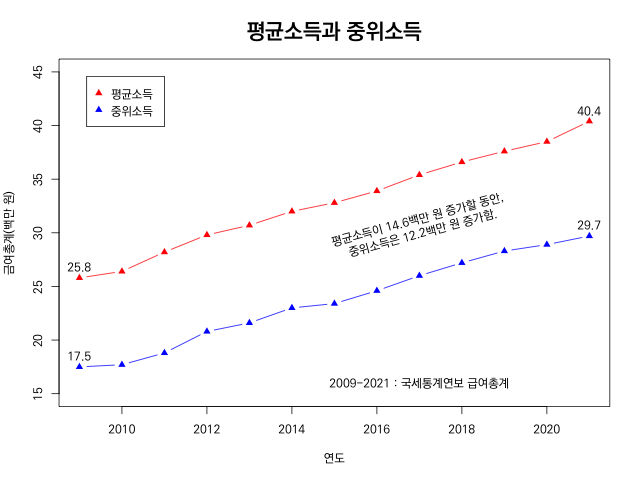 평균소득과 중위소득
급여총계(백만 원)
45
40
35
30
25
20
15
평균소득
중위소득
40.4
25.8
평균소득이 14.6백만 원 증가할 동안,
중위소득은 12.2백만 원 증가함.
29.7
17.5
2009-2021 : 국세통계연보 급여총계
2010 2012 2014 2016 2018 2020
연도